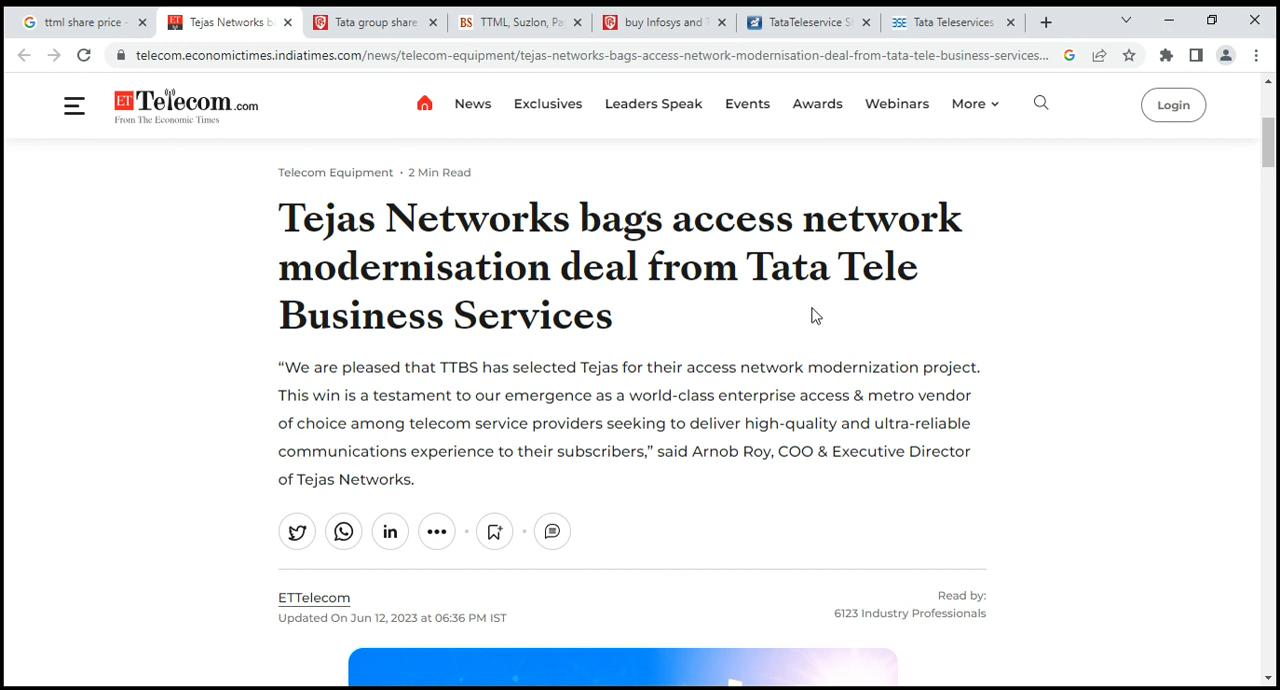 ttml share price -
Tejas Networks b
Tata group share
BS TTML, Suzlon, Pa
buy Infosys and T
TataTeleservice S
BSE Tata Teleservices
telecom.economictimes.indiatimes.com/news/telecom-equipment/tejas-networks-bags-access-network-modernisation-deal-from-tata-tele-business-services...
ET Telecom.com
From The Economic Times
News
Exclusives
Leaders Speak
Events
Awards
Webinars
More
Login
Telecom Equipment · 2 Min Read
Tejas Networks bags access network
modernisation deal from Tata Tele
Business Services
“We are pleased that TTBS has selected Tejas for their access network modernization project.
This win is a testament to our emergence as a world-class enterprise access & metro vendor
of choice among telecom service providers seeking to deliver high-quality and ultra-reliable
communications experience to their subscribers,” said Arnob Roy, COO & Executive Director
of Tejas Networks.
ETTelecom
Updated On Jun 12, 2023 at 06:36 PM IST
Read by:
6123 Industry Professionals